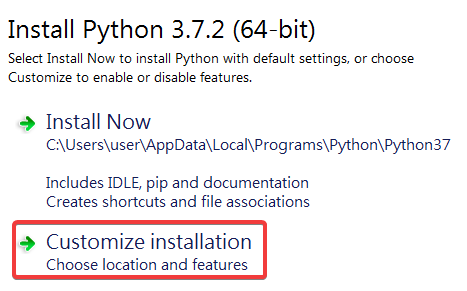 Install Python 3.7.2 (64-bit)
Select Install Now to install Python with default settings, or choose
Customize to enable or disable features.
Install Now
C:\Users\user\AppData\Local\Programs\Python\Python37
Includes IDLE, pip and documentation
Creates shortcuts and file associations
Customize installation
Choose location and features